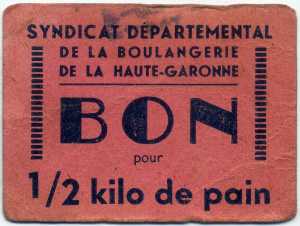 SYNDICAT DÉPARTEMENTAL
DE LA BOULANGERIE
DE LA HAUTE-GARONNE
BON
pour
1/2 kilo de pain